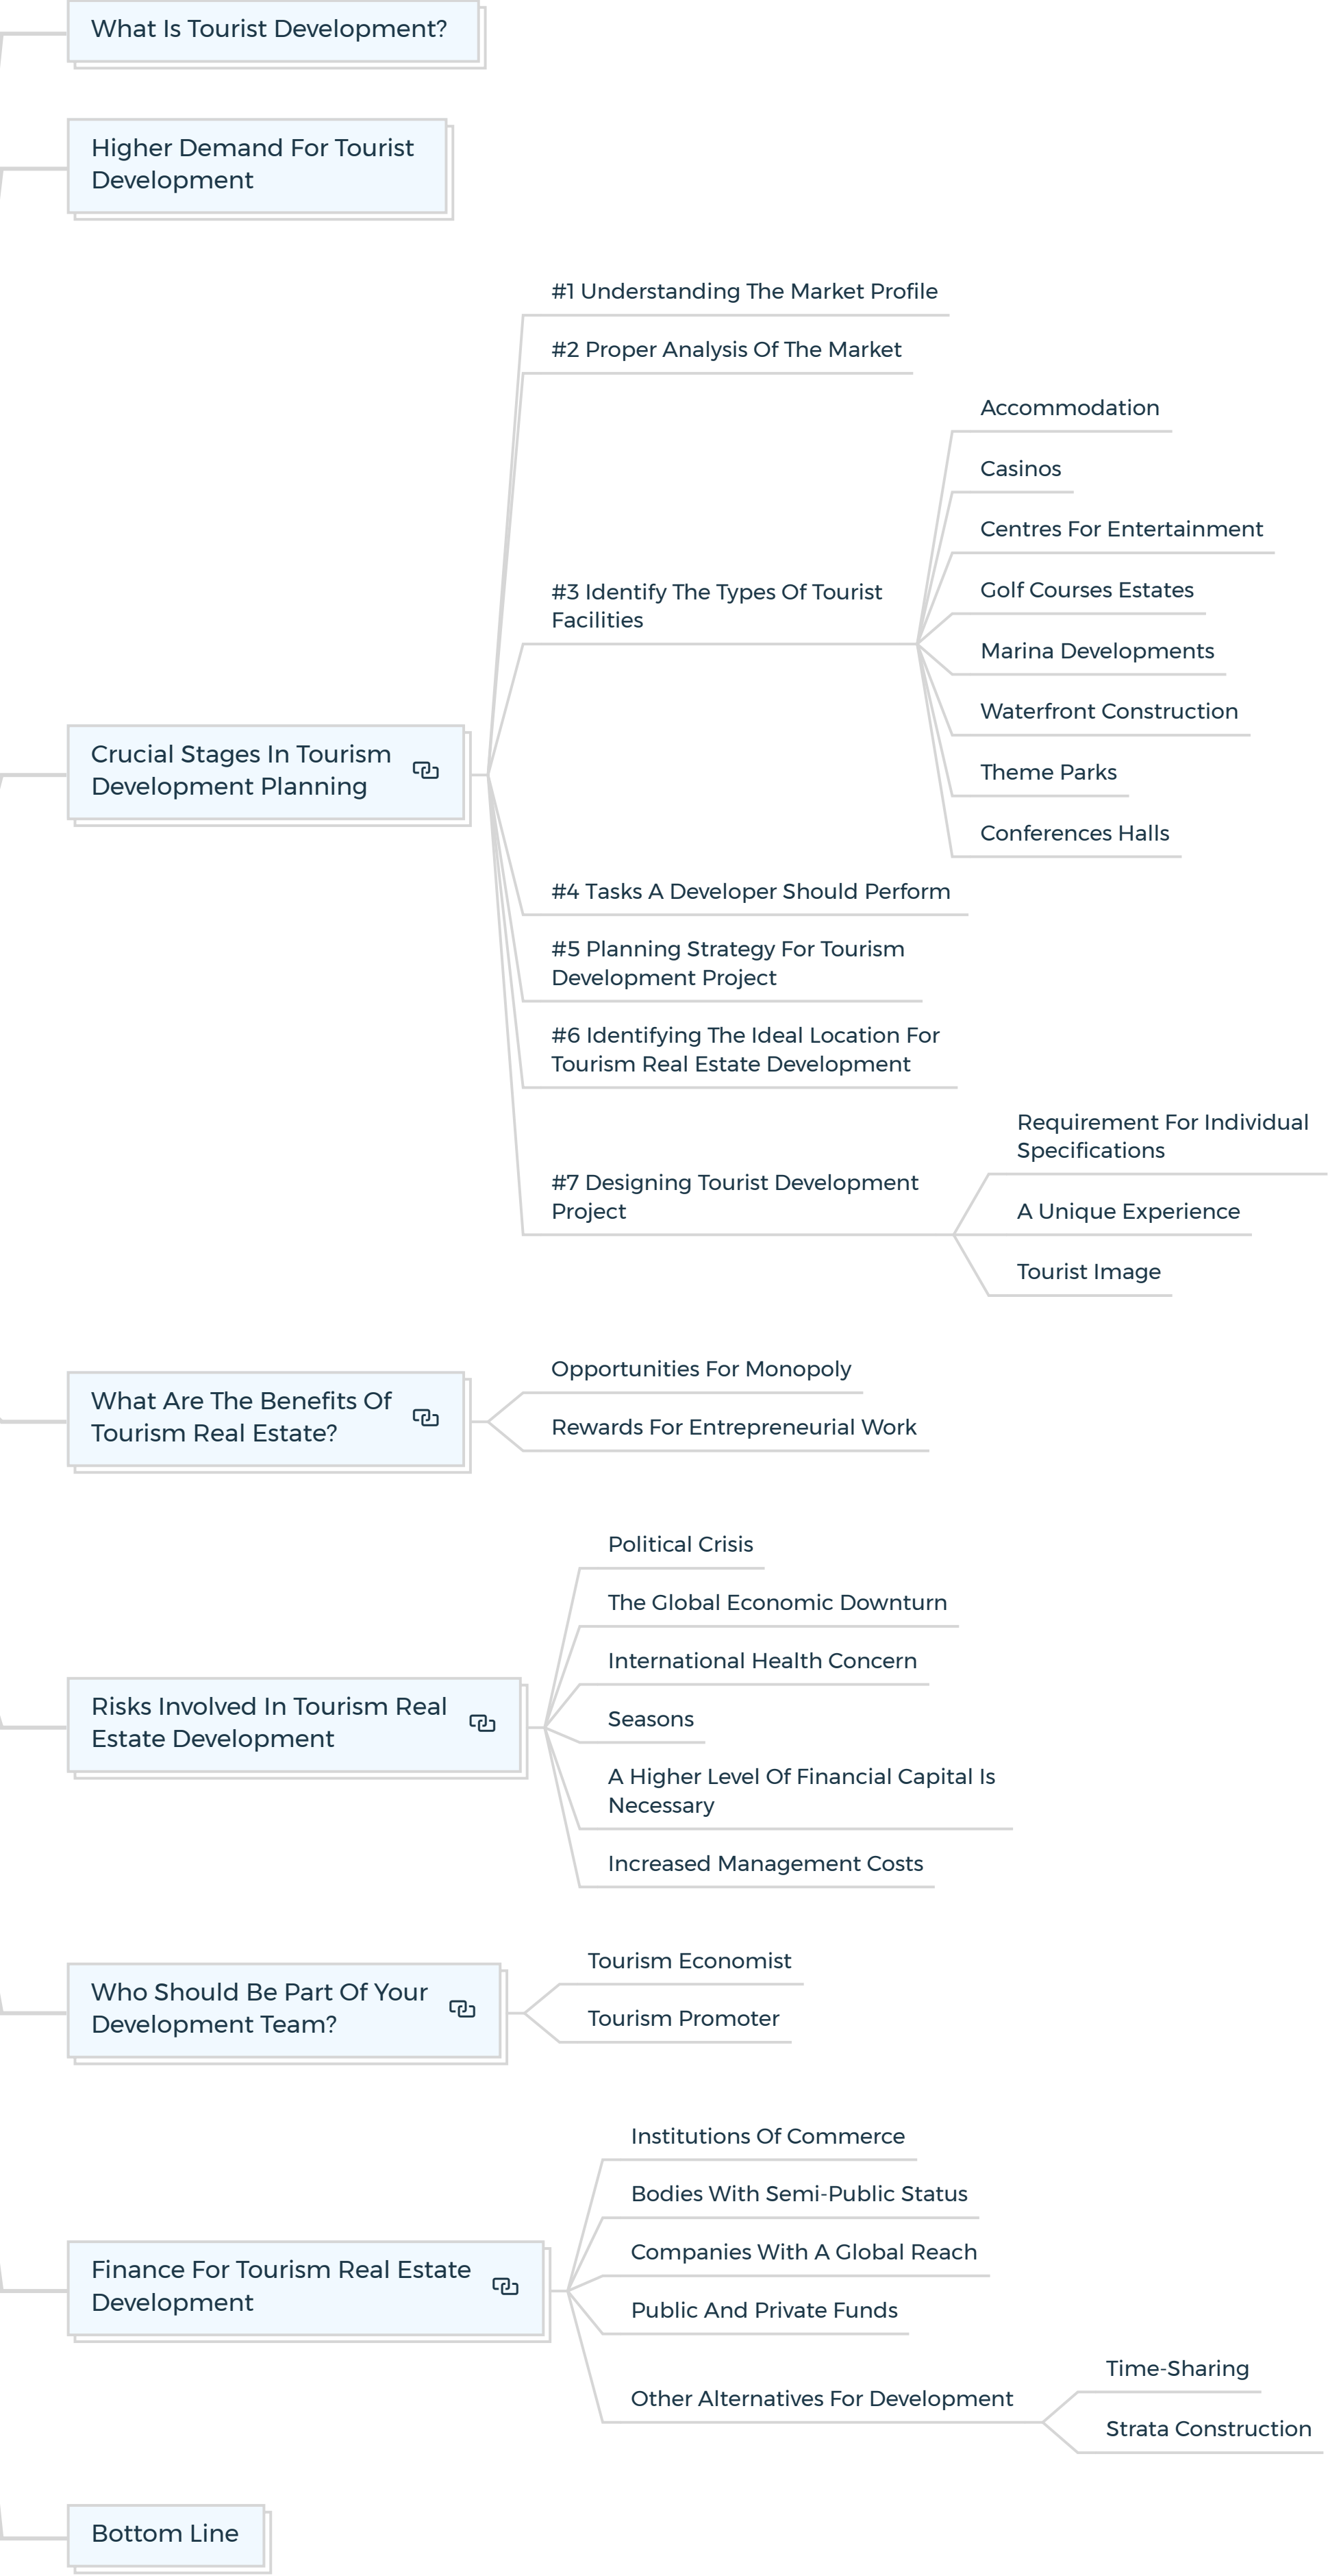 What Is Tourist Development?
Higher Demand For Tourist
Development
Crucial Stages In Tourism
Development Planning
#1 Understanding The Market Profile
#2 Proper Analysis Of The Market
#3 Identify The Types Of Tourist
Facilities
Accommodation
Casinos
Centres For Entertainment
Golf Courses Estates
Marina Developments
Waterfront Construction
Theme Parks
Conferences Halls
#4 Tasks A Developer Should Perform
#5 Planning Strategy For Tourism
Development Project
#6 Identifying The Ideal Location For
Tourism Real Estate Development
#7 Designing Tourist Development
Project
Requirement For Individual
Specifications
A Unique Experience
Tourist Image
What Are The Benefits Of
Tourism Real Estate?
Opportunities For Monopoly
Rewards For Entrepreneurial Work
Risks Involved In Tourism Real
Estate Development
Political Crisis
The Global Economic Downturn
International Health Concern
Seasons
A Higher Level Of Financial Capital Is
Necessary
Increased Management Costs
Who Should Be Part Of Your
Development Team?
Tourism Economist
Tourism Promoter
Finance For Tourism Real Estate
Development
Institutions Of Commerce
Bodies With Semi-Public Status
Companies With A Global Reach
Public And Private Funds
Other Alternatives For Development
Time-Sharing
Strata Construction
Bottom Line